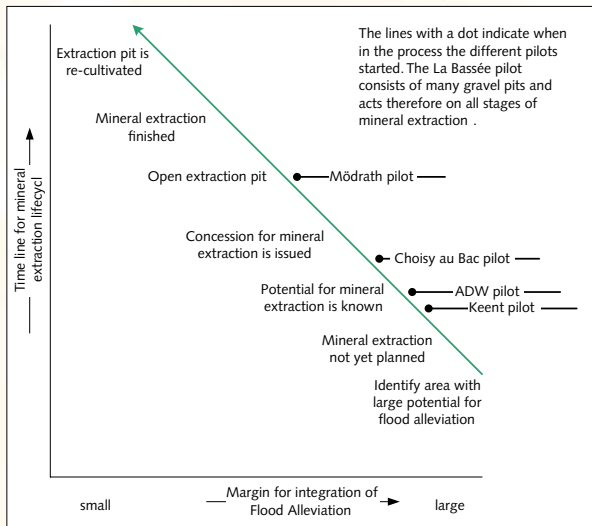 The lines with a dot indicate when
in the process the different pilots
started. The La Bassée pilot
consists of many gravel pits and
acts therefore on all stages of
mineral extraction .
Extraction pit is
re-cultivated
Mineral extraction
finished
Open extraction pit
Mödrath pilot
Concession for mineral
extraction is issued
Choisy au Bac pilot
Potential for mineral
extraction is known
ADW pilot
Keent pilot
Mineral extraction
not yet planned
Identify area with
large potential for
flood alleviation
Time line for mineral
extraction lifecycl
small
Margin for integration of
Flood Alleviation
large